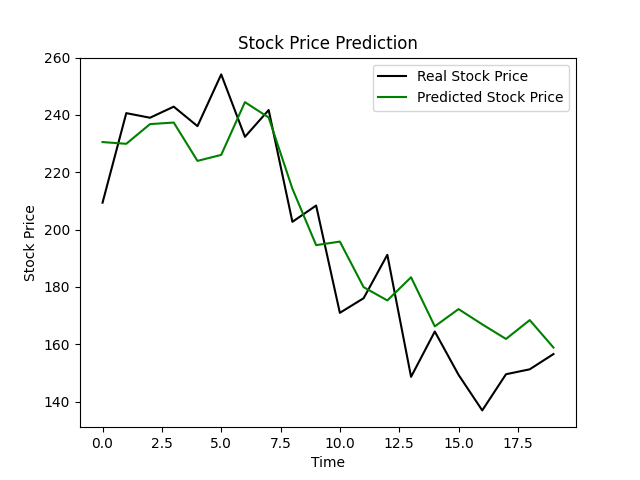 Stock Price Prediction
Real Stock Price
Predicted Stock Price
Stock Price
260
240
220
200
180
160
140
0.0 2.5 5.0 7.5 10.0 12.5 15.0 17.5
Time